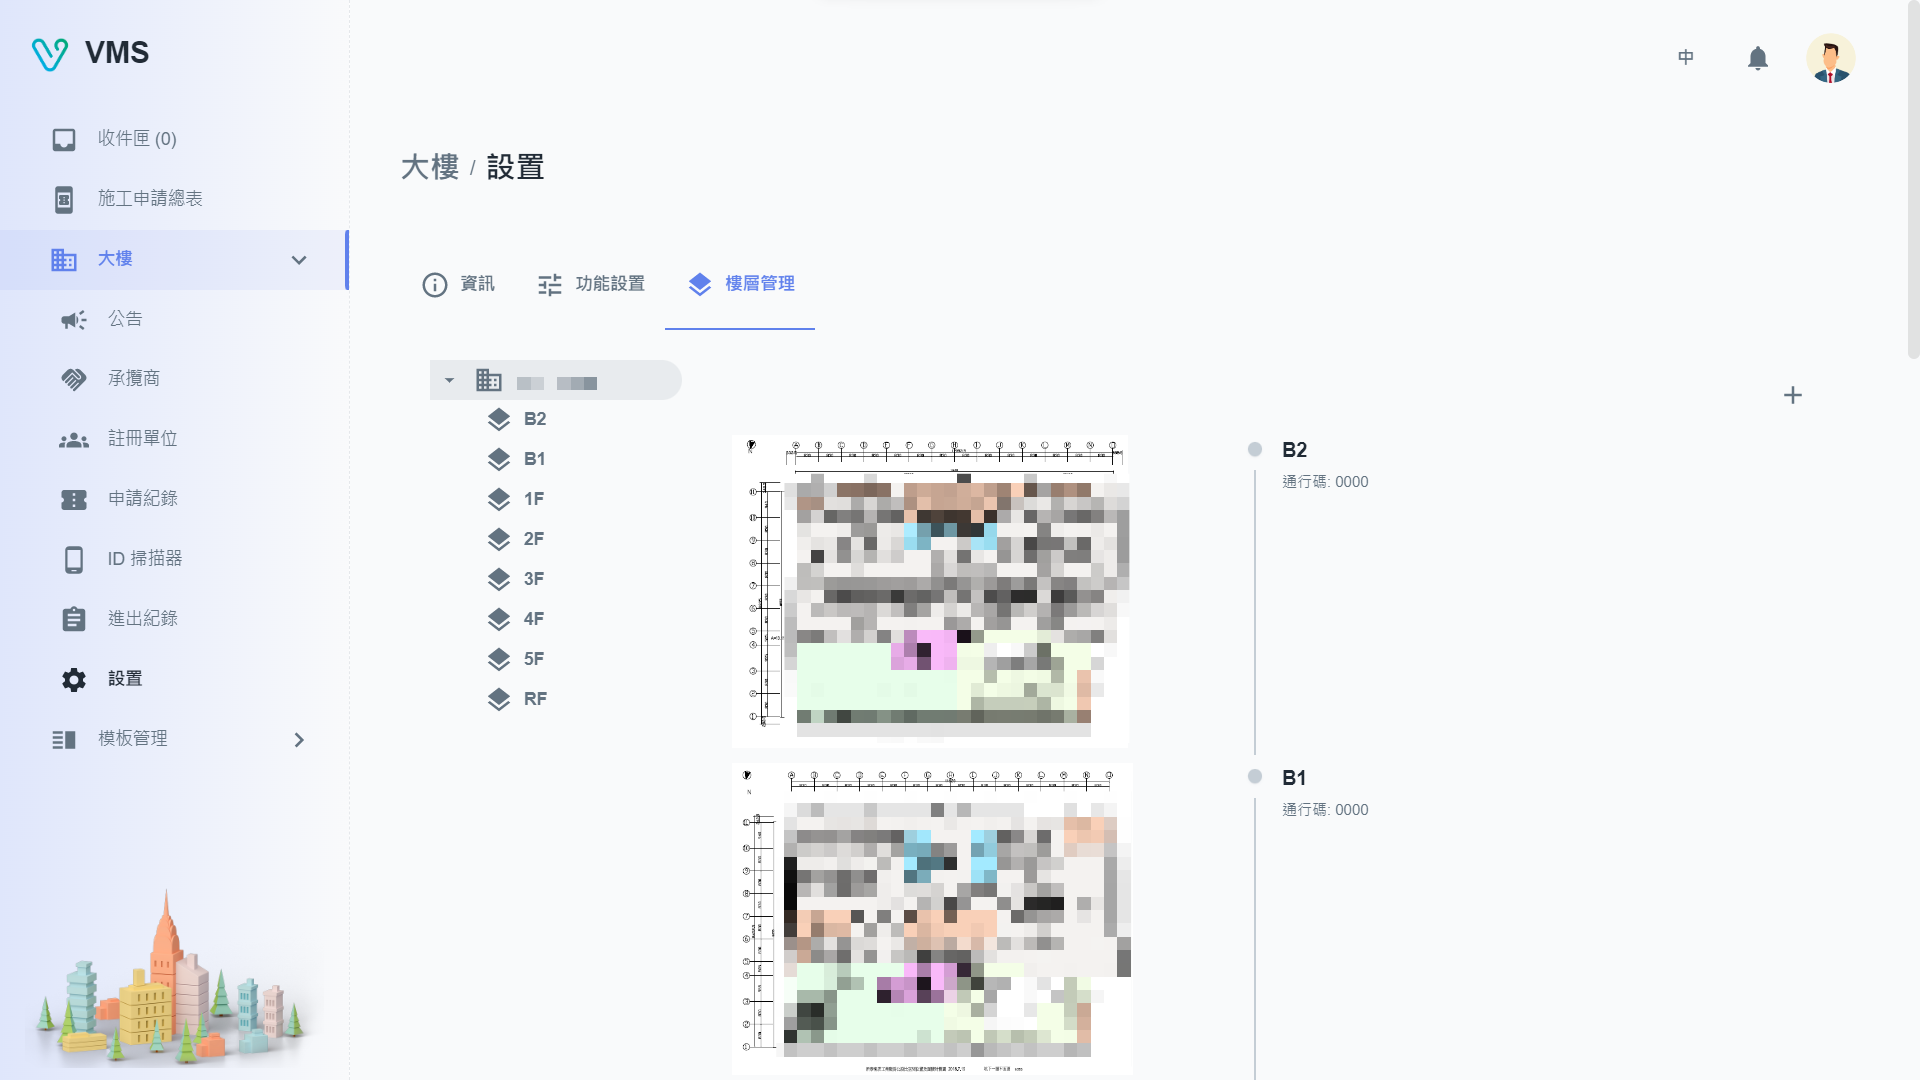 VMS
中
收件匣 (0)
施工申請總表
大樓
公告
承攬商
註冊單位
申請紀錄
ID 掃描器
進出紀錄
設置
模板管理
大樓 / 設置
資訊
功能設置
樓層管理
B2
B1
1F
2F
3F
4F
5F
RF
B2
通行碼: 0000
B1
通行碼: 0000